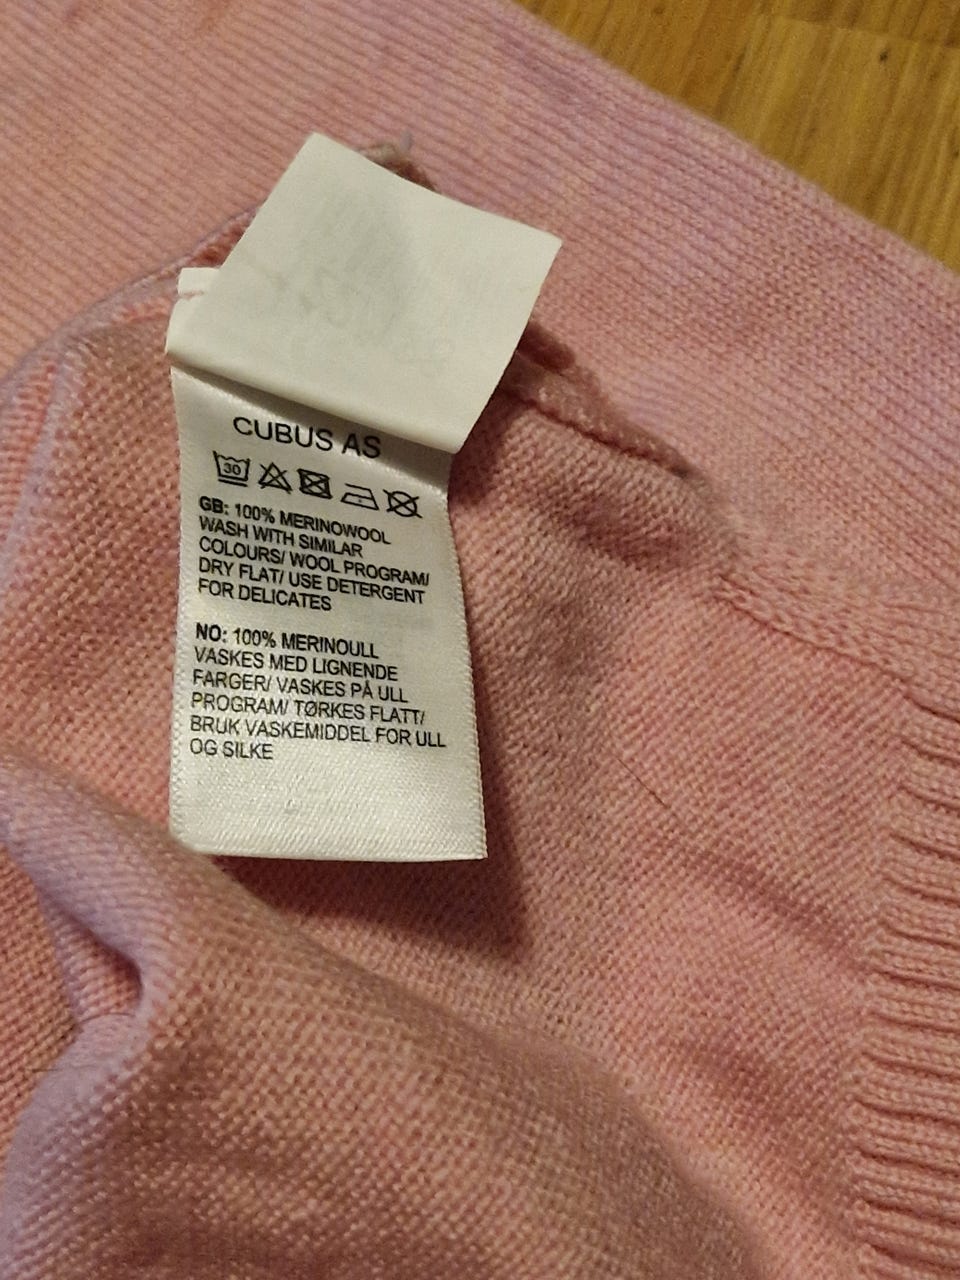 CUBUS AS
30
GB: 100% MERINOWOOL
WASH WITH SIMILAR
COLOURS/ WOOL PROGRAM/
DRY FLAT/ USE DETERGENT
FOR DELICATES
NO: 100% MERINOULL
VASKES MED LIGNENDE
FARGER/ VASKES PÅ ULL
PROGRAM/ TØRKES FLATT/
BRUK VASKEMIDDEL FOR ULL
OG SILKE